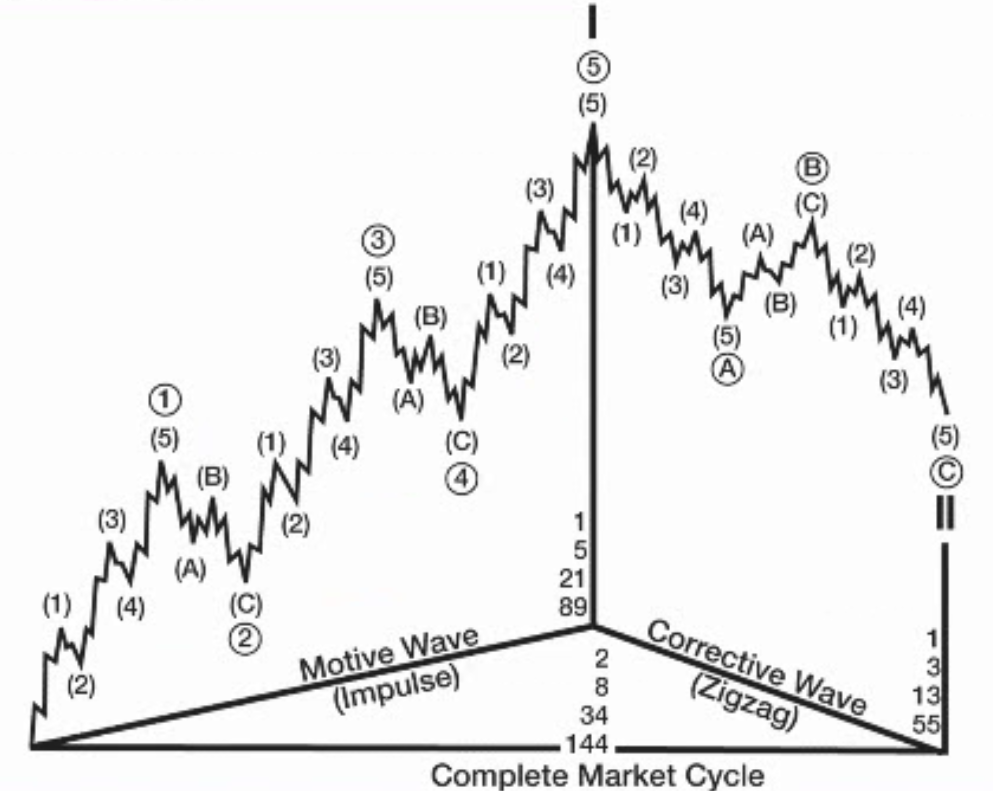 I
⑤
(5)
(2)
Ⓑ
(3)
(C)
(4)
③
(1)
(A)
(5)
(4)
(2)
(1)
(3)
(B)
(B)
(1)
(4)
(2)
(5)
(3)
(A)
Ⓐ
(3)
①
(C)
(5)
(4)
(5)
(1)
④
Ⓒ
(B)
II
(3)
(2)
1
5
(A)
21
(1)
(4)
(C)
89
②
(2)
Motive Wave
(Impulse)
Corrective Wave
(Zigzag)
2
8
34
144
1
3
13
55
Complete Market Cycle